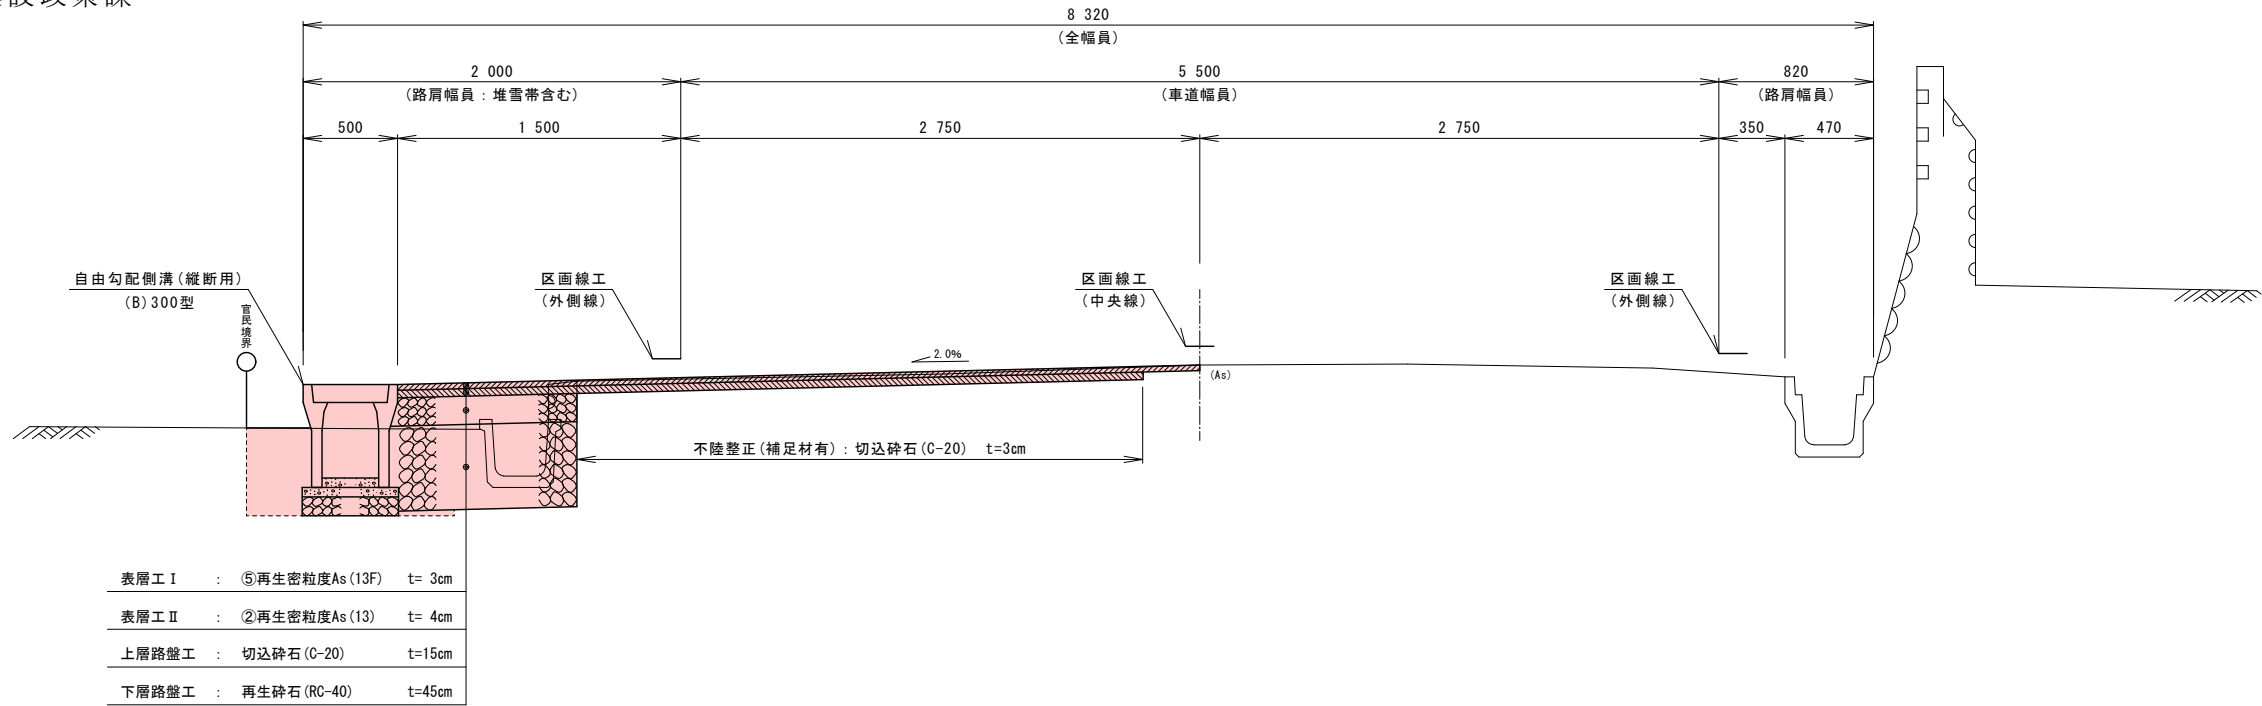 8 320
(全幅員)
2 000
5 500
820
(路肩幅員：堆雪帯含む)
(車道幅員)
(路肩幅員)
500
1 500
2 750
2 750
350
470
自由勾配側溝(縦断用)
(B)300型
官民境界
区画線工
(外側線)
区画線工
(中央線)
区画線工
(外側線)
2.0%
(As)
不陸整正(補足材有)：切込砕石(C-20) t=3cm
表層工Ⅰ ： ⑤再生密粒度As(13F) t= 3cm
表層工Ⅱ ： ②再生密粒度As(13) t= 4cm
上層路盤工 ： 切込砕石(C-20) t=15cm
下層路盤工 ： 再生砕石(RC-40) t=45cm